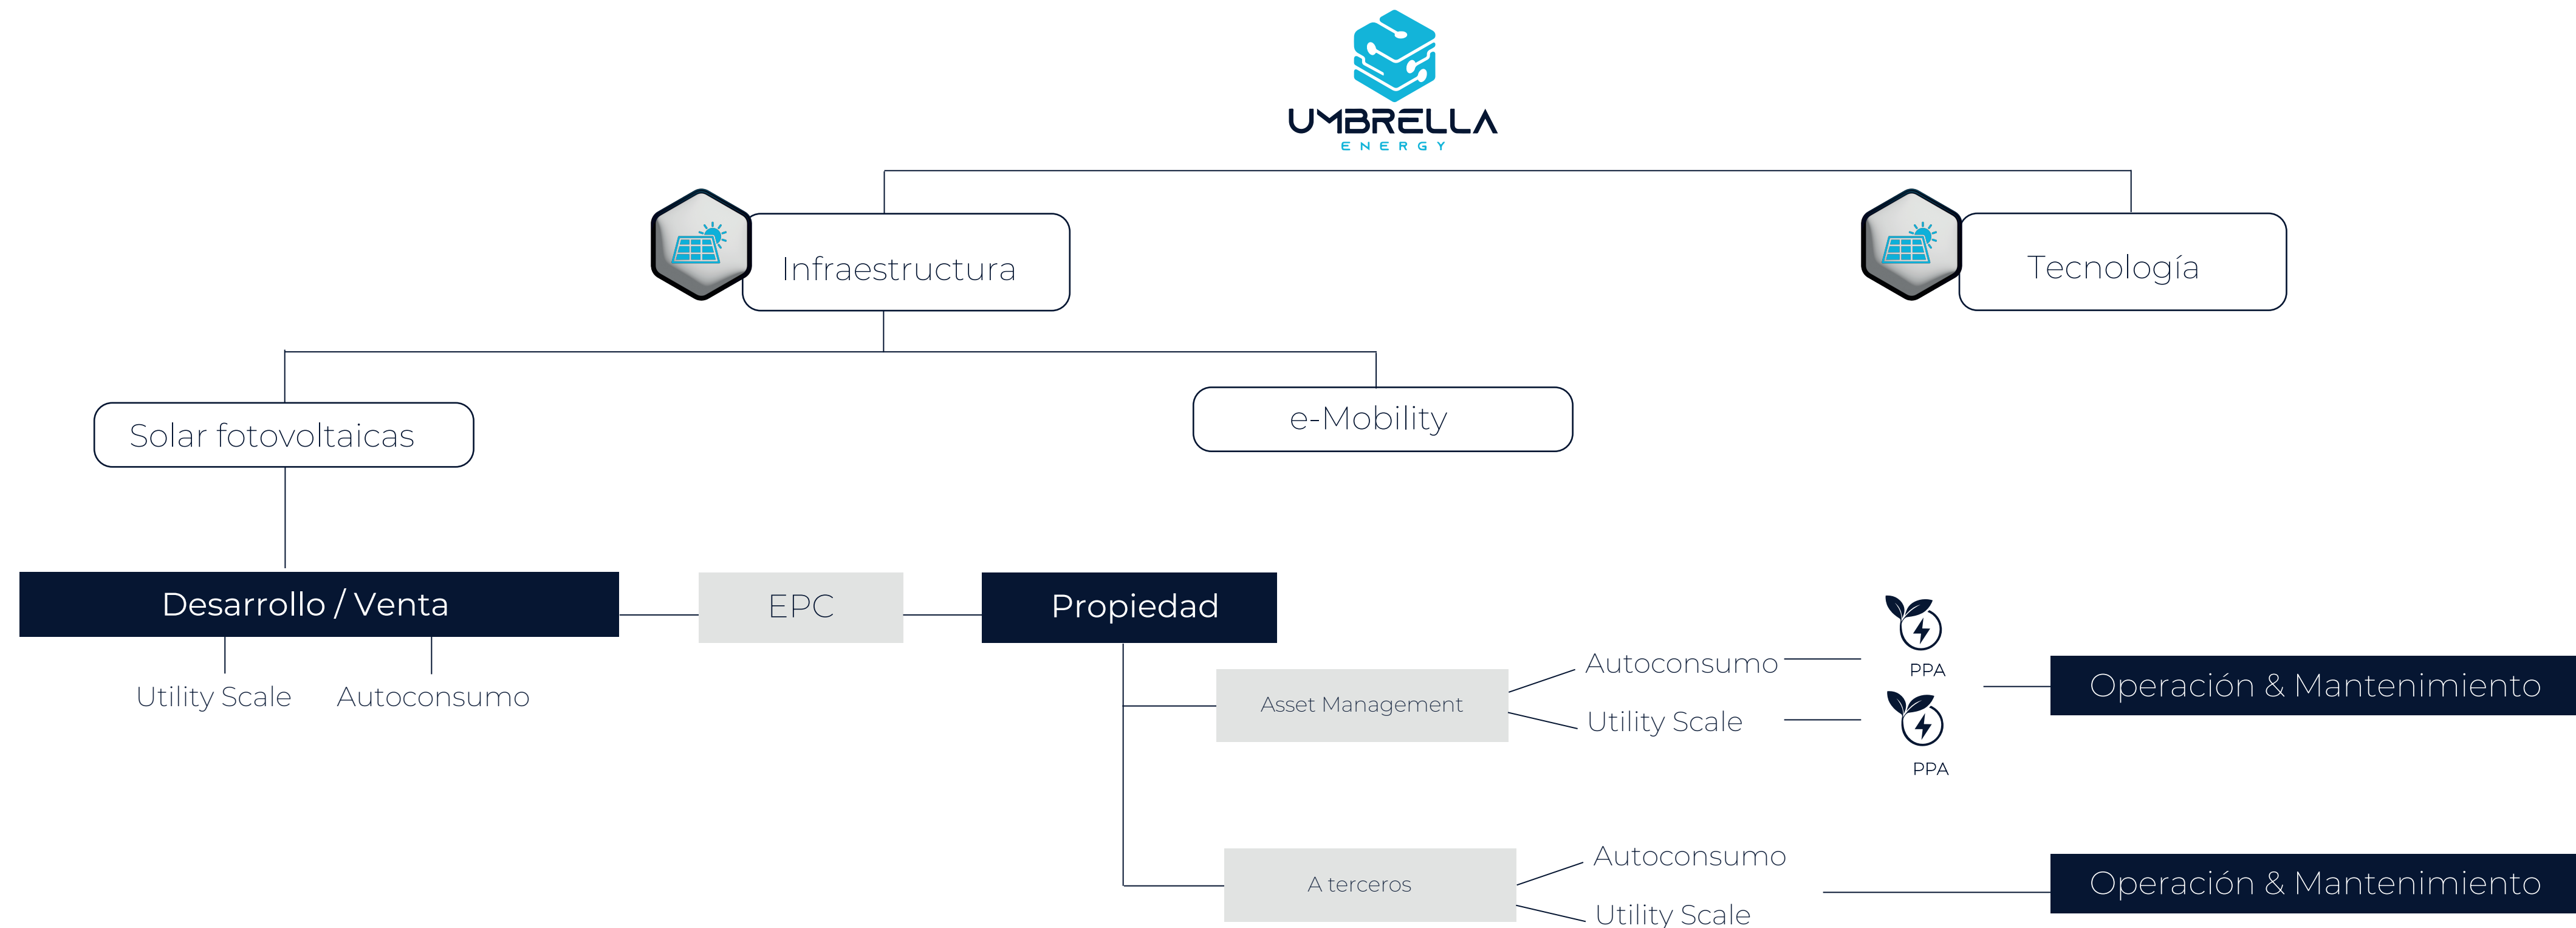 UMBRELLA
ENERGY
Infraestructura
Tecnología
Solar fotovoltaicas
e-Mobility
Desarrollo / Venta
EPC
Propiedad
Utility Scale
Autoconsumo
Asset Management
Autoconsumo
PPA
Utility Scale
PPA
Operación & Mantenimiento
A terceros
Autoconsumo
Utility Scale
Operación & Mantenimiento